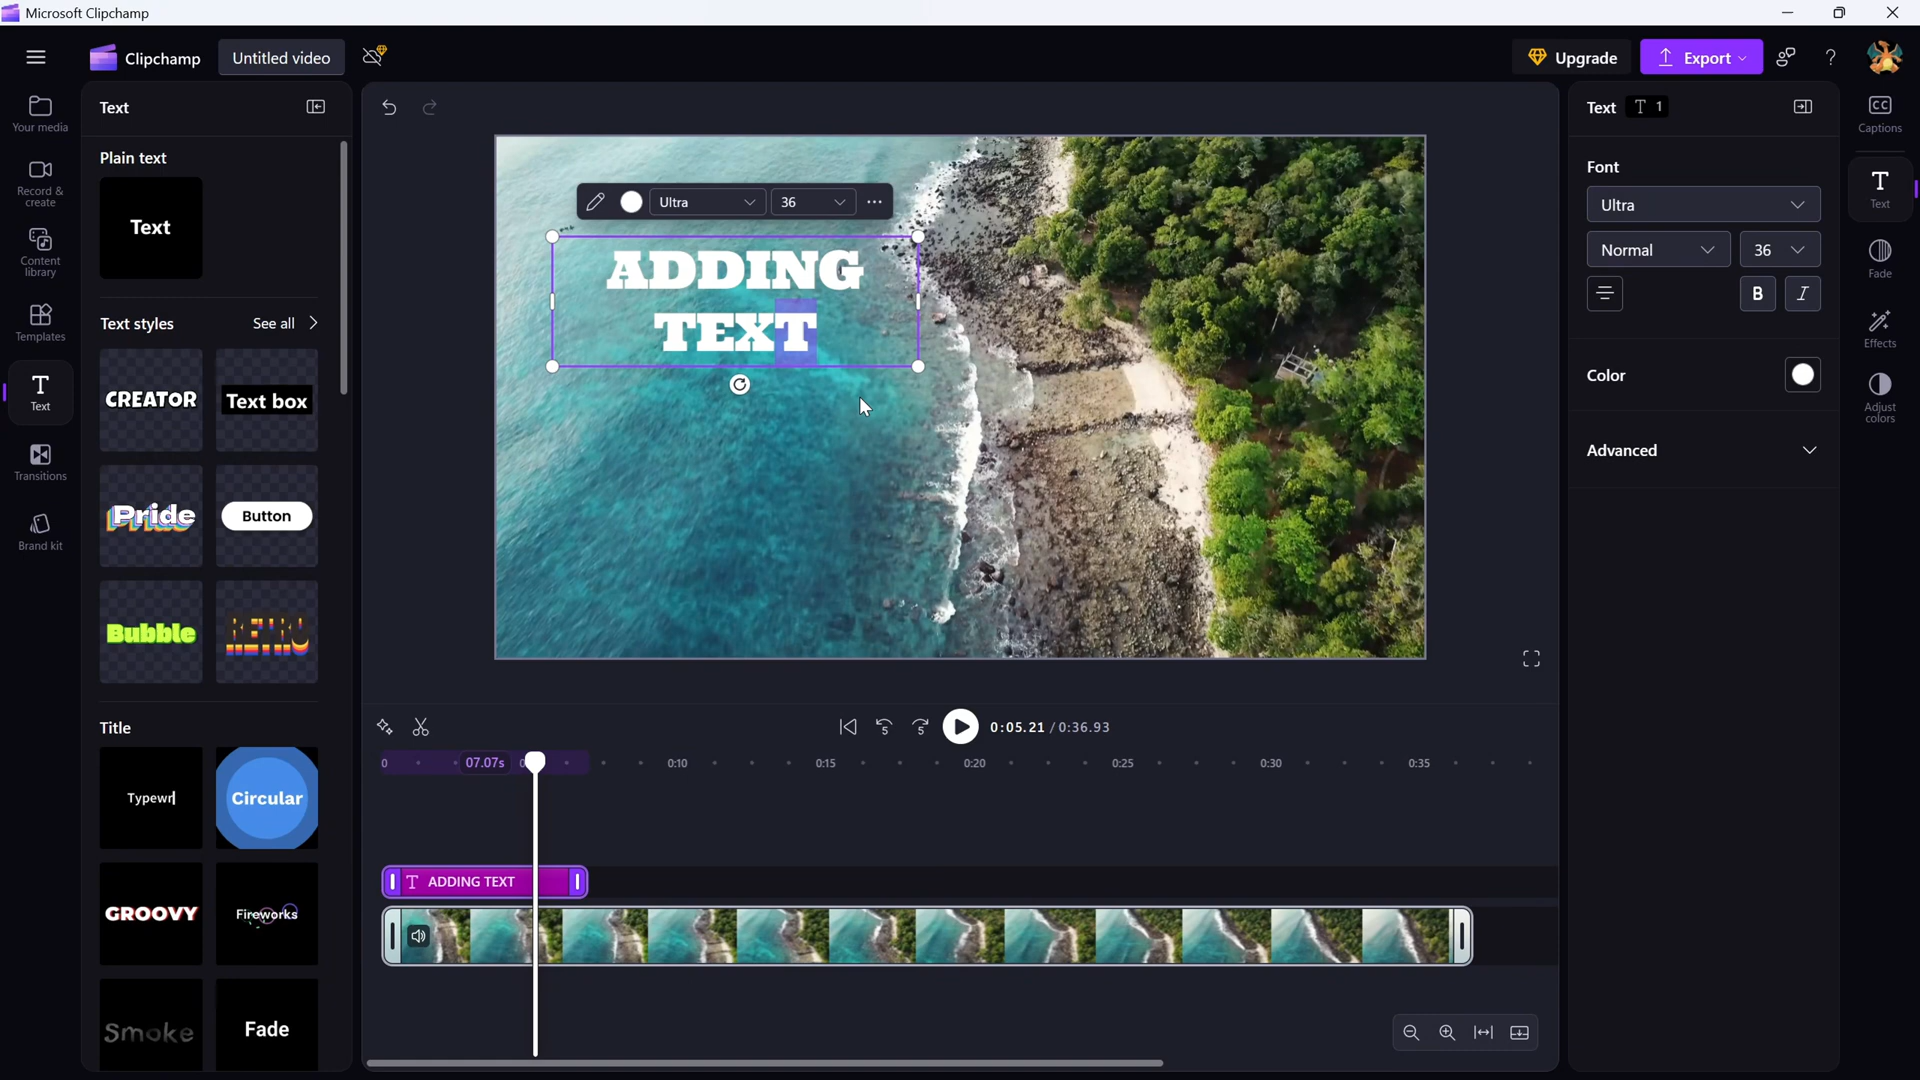 Microsoft Clipchamp
Clipchamp
Untitled video
Upgrade
Export
?
Your media
Record & create
Content library
Templates
Text
Transitions
Brand kit
Text
Plain text
Text
Text styles
See all
CREATOR
Text box
Pride
Button
Bubble
RETRO
Title
Typewr
Circular
GROOVY
Fireworks
Smoke
Fade
Ultra
36
ADDING
TEXT
5
5
0:05.21 / 0:36.93
0
07.07s
0:10
0:15
0:20
0:25
0:30
0:35
T ADDING TEXT
Text
T 1
Font
Ultra
Normal
36
B
I
Color
Advanced
CC
Captions
T
Text
Fade
Effects
Adjust colors